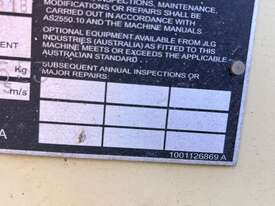 INSPECTIONS, MAINTENANCE,
MODIFICATIONS OR REPAIRS SHALL BE
CARRIED OUT IN ACCORDANCE WITH
AS2550.10 AND THE MACHINE MANUALS
OPTIONAL EQUIPMENT AVAILABLE FROM JLG
INDUSTRIES (AUSTRALIA) AS FITTED TO THIS
MACHINE MEETS OR EXCEEDS THE APPLICABLE
AUSTRALIAN STANDARD
SUBSEQUENT ANNUAL INSPECTIONS OR
MAJOR REPAIRS
Kg
m/s
A
1001126869 A